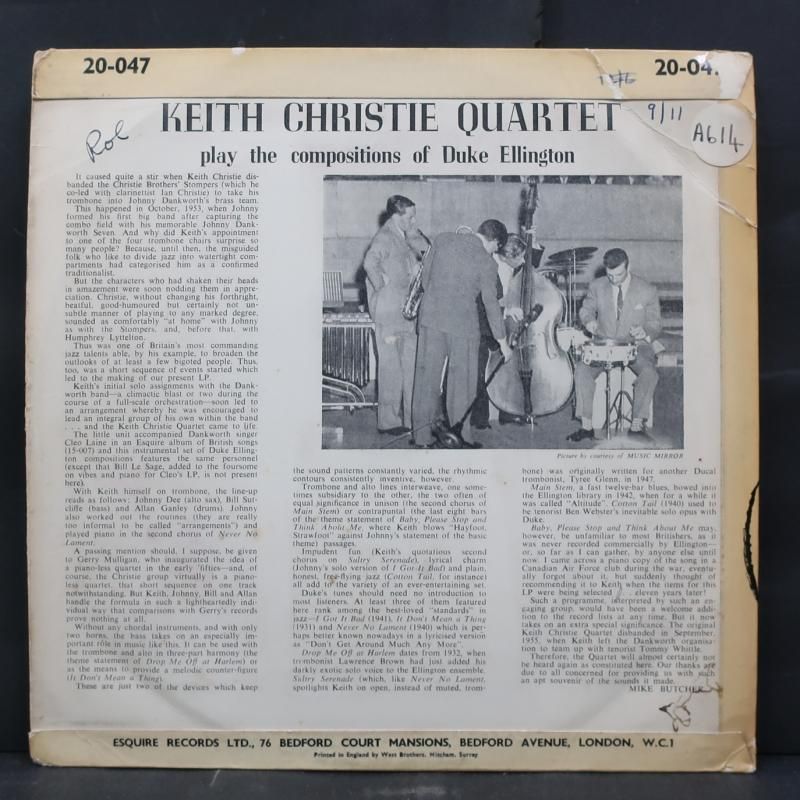 20-047
20-04
Rol
9/11
A614
KEITH CHRISTIE QUARTET
play the compositions of Duke Ellington
It caused quite a stir when Keith Christie dis-
banded the Christie Brothers' Stompers (which he
co-led with clarinettist Ian Christie) to take his
trombone into Johnny Dankworth's brass team.
This happened in October, 1953, when Johnny
formed his first big band after capturing the
combo field with his memorable Johnny Dank-
worth Seven. And why did Keith's appointment
to one of the four trombone chairs surprise so
many people? Because, until then, the misguided
folk who like to divide jazz into watertight com-
partments had categorised him as a confirmed
traditionalist.
But the characters who had shaken their heads
in amazement were soon nodding them in appre-
ciation. Christie, without changing his forthright,
beatful, good-humoured but certainly not un-
subtle manner of playing to any marked degree,
sounded as comfortably "at home" with Johnny
as with the Stompers, and, before that, with
Humphrey Lyttelton.
Thus was one of Britain's most commanding
jazz talents able, by his example, to broaden the
outlooks of at least a few bigoted people. Thus,
too, was a short sequence of events started which
led to the making of our present LP.
Keith's initial solo assignments with the Dank-
worth band—a climactic blast or two during the
course of a full-scale orchestration—soon led to
an arrangement whereby he was encouraged to
lead an integral group of his own within the band
. . . and the Keith Christie Quartet came to life.
The little unit accompanied Dankworth singer
Cleo Laine in an Esquire album of British songs
(15-007) and this instrumental set of Duke Elling-
ton compositions features the same personnel
(except that Bill Le Sage, added to the foursome
on vibes and piano for Cleo's LP, is not present
here).
With Keith himself on trombone, the line-up
reads as follows: Johnny Dee (alto sax), Bill Sut-
cliffe (bass) and Allan Ganley (drums). Johnny
also worked out the routines (they are really
too informal to be called "arrangements") and
played piano in the second chorus of Never No
Lament.
A passing mention should, I suppose, be given
to Gerry Mulligan, who inaugurated the idea of
a piano-less quartet in the early 'fifties—and, of
course, the Christie group virtually is a piano-
less quartet, that short sequence on one track
notwithstanding. But Keith, Johnny, Bill and Allan
handle the formula in such a lightheartedly indi-
vidual way that comparisons with Gerry's records
prove nothing at all.
Without any chordal instruments, and with only
two horns, the bass takes on an especially im-
portant rôle in music like this. It can be used with
the trombone and alto in three-part harmony (the
theme statement of Drop Me Off at Harlem) or
as the means to provide a melodic counter-figure
(It Don't Mean a Thing).
These are just two of the devices which keep
Picture by courtesy of MUSIC MIRROR
the sound patterns constantly varied, the rhythmic
contours consistently inventive, however.
Trombone and alto lines interweave, one some-
times subsidiary to the other, the two often of
equal significance in unison (the second chorus of
Main Stem) or contrapuntal (the last eight bars
of the theme statement of Baby, Please Stop and
Think About Me, where Keith blows "Hayfoot,
Strawfoot" against Johnny's statement of the basic
theme) passages.
Impudent fun (Keith's quotatious second
chorus on Sultry Serenade), lyrical charm
(Johnny's solo version of I Got It Bad) and plain,
honest, free-flying jazz (Cotton Tail, for instance)
all add to the variety of an ever-entertaining set.
Duke's tunes should need no introduction to
most listeners. At least three of them featured
here rank among the best-loved "standards" in
jazz—I Got It Bad (1941), It Don't Mean a Thing
(1931) and Never No Lament (1940) which is per-
haps better known nowadays in a lyricised version
as "Don't Get Around Much Any More".
Drop Me Off at Harlem dates from 1932, when
trombonist Lawrence Brown had just added his
darkly exotic solo voice to the Ellington ensemble.
Sultry Serenade (which, like Never No Lament,
spotlights Keith on open, instead of muted, trom-
bone) was originally written for another Ducal
trombonist, Tyree Glenn, in 1947.
Main Stem, a fast twelve-bar blues, bowed into
the Ellington library in 1942, when for a while it
was called "Altitude". Cotton Tail (1940) used to
be tenorist Ben Webster's inevitable solo opus with
Duke.
Baby, Please Stop and Think About Me may,
however, be unfamiliar to most Britishers, as it
was never recorded commercially by Ellington—
or, so far as I can gather, by anyone else until
now. I came across a piano copy of the song in a
Canadian Air Force club during the war, eventu-
ally forgot about it, but suddenly thought of
recommending it to Keith when the items for this
LP were being selected . . . eleven years later!
Such a programme, interpreted by such an en-
gaging group, would have been a welcome addi-
tion to the record lists at any time. But it now
takes on an extra special significance. The original
Keith Christie Quartet disbanded in September,
1955, when Keith left the Dankworth organisa-
tion to team up with tenorist Tommy Whittle.
Therefore, the Quartet will almost certainly not
be heard again as constituted here. Our thanks are
due to all concerned for providing us with such
an apt souvenir of the sounds it made.
MIKE BUTCHER
ESQUIRE RECORDS LTD., 76 BEDFORD COURT MANSIONS, BEDFORD AVENUE, LONDON, W.C.1
Printed in England by West Brothers, Mitcham, Surrey